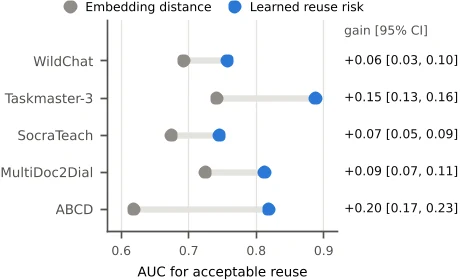 Embedding distance Learned reuse risk
gain [95% CI]
WildChat +0.06 [0.03, 0.10]
Taskmaster-3 +0.15 [0.13, 0.16]
SocraTeach +0.07 [0.05, 0.09]
MultiDoc2Dial +0.09 [0.07, 0.11]
ABCD +0.20 [0.17, 0.23]
0.6 0.7 0.8 0.9
AUC for acceptable reuse